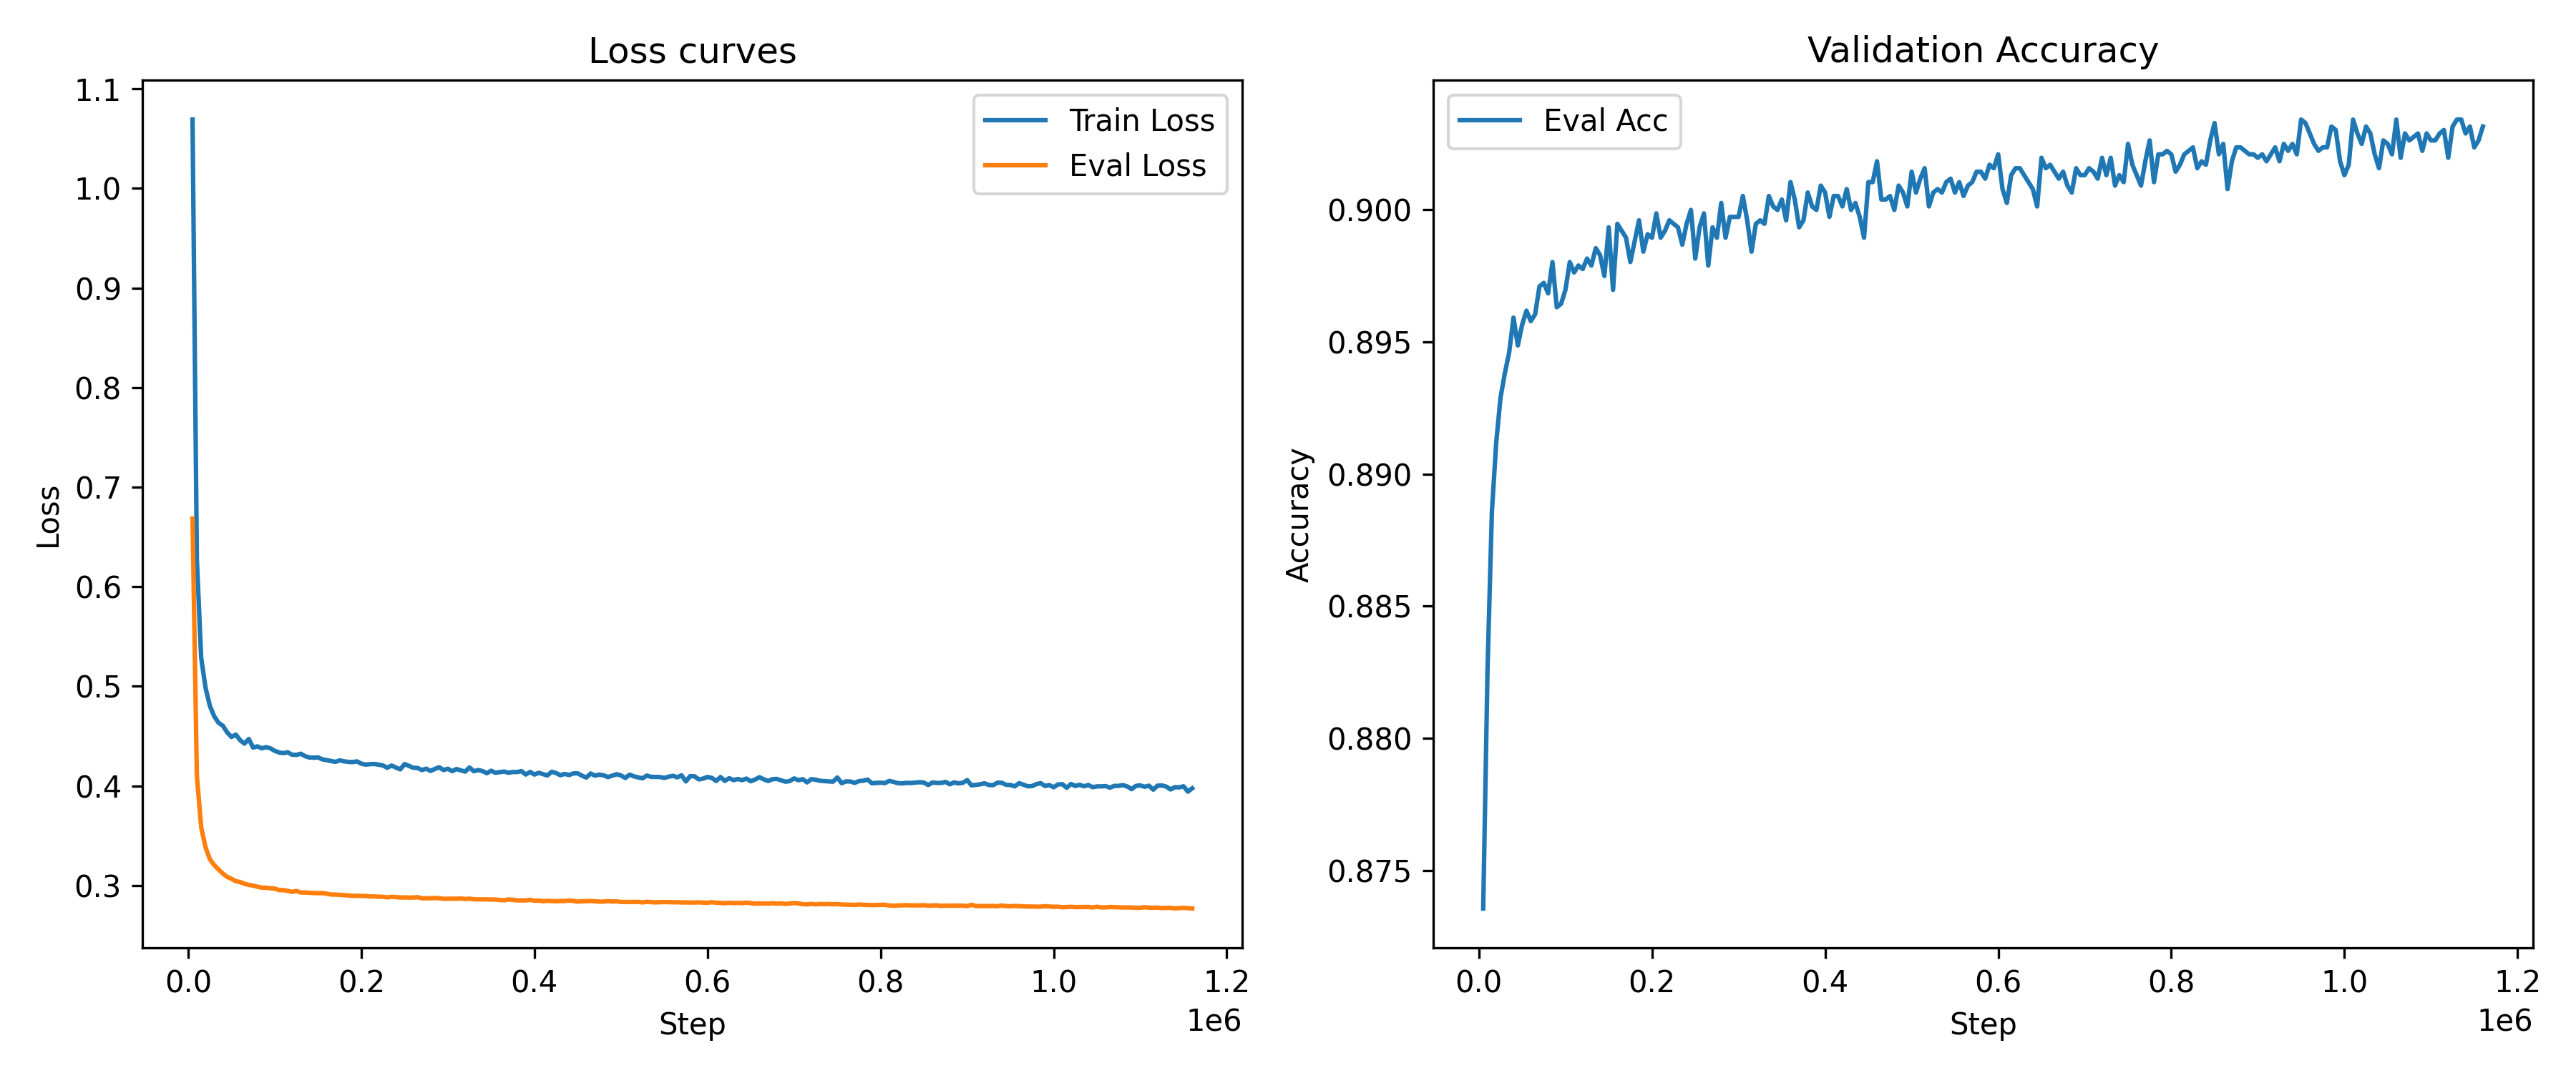 Loss curves
1.1
1.0
0.9
0.8
0.7
0.6
0.5
0.4
0.3
Loss
Train Loss
Eval Loss
0.0 0.2 0.4 0.6 0.8 1.0 1.2
1e6
Step
Validation Accuracy
Eval Acc
0.900
0.895
0.890
0.885
0.880
0.875
Accuracy
0.0 0.2 0.4 0.6 0.8 1.0 1.2
1e6
Step